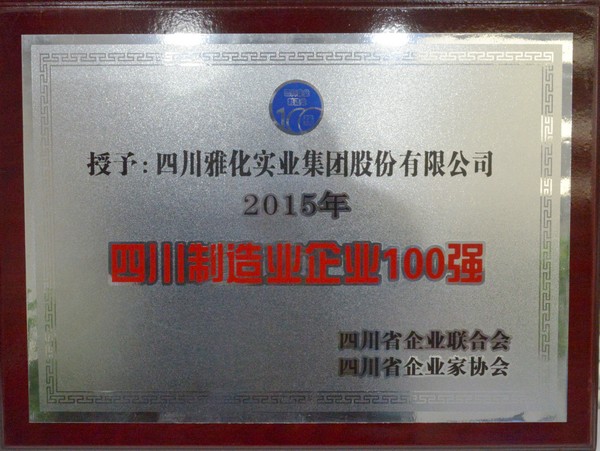 100
授予:四川雅化实业集团股份有限公司
2015年
四川制造业企业100强
四川省企业联合会
四川省企业家协会